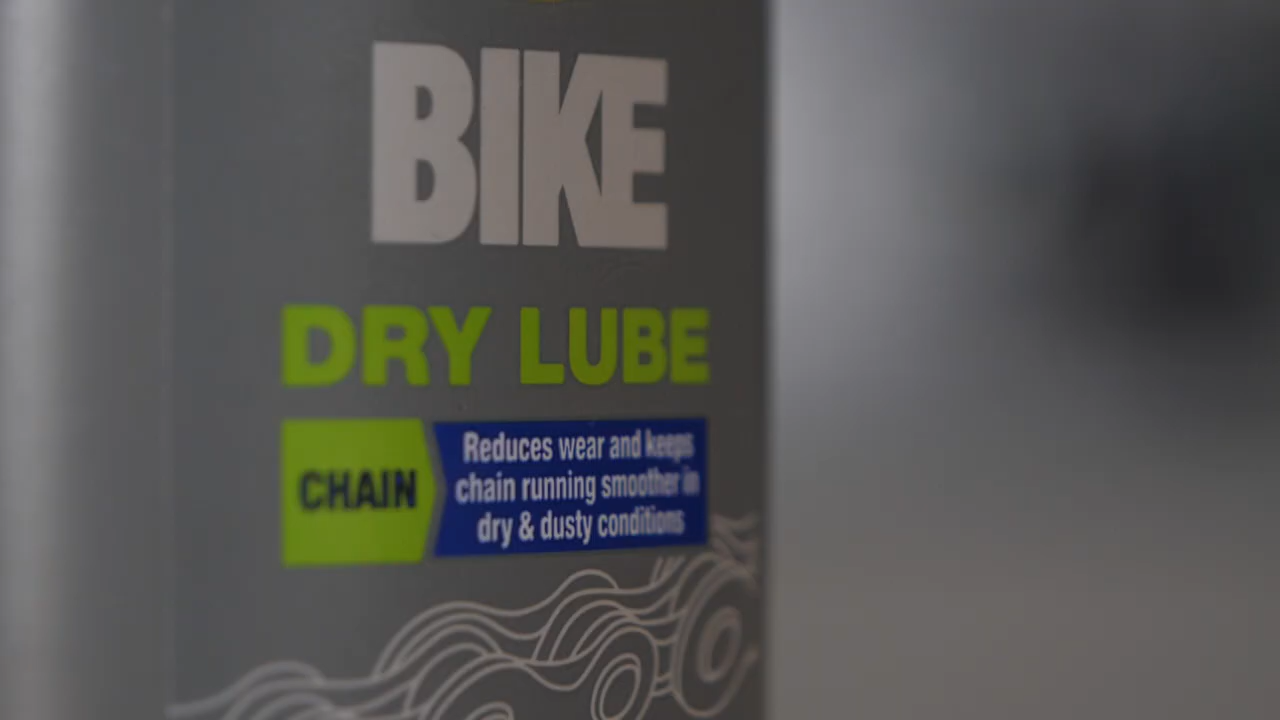 BIKE
DRY LUBE
CHAIN
Reduces wear and keeps
chain running smoother in
dry & dusty conditions